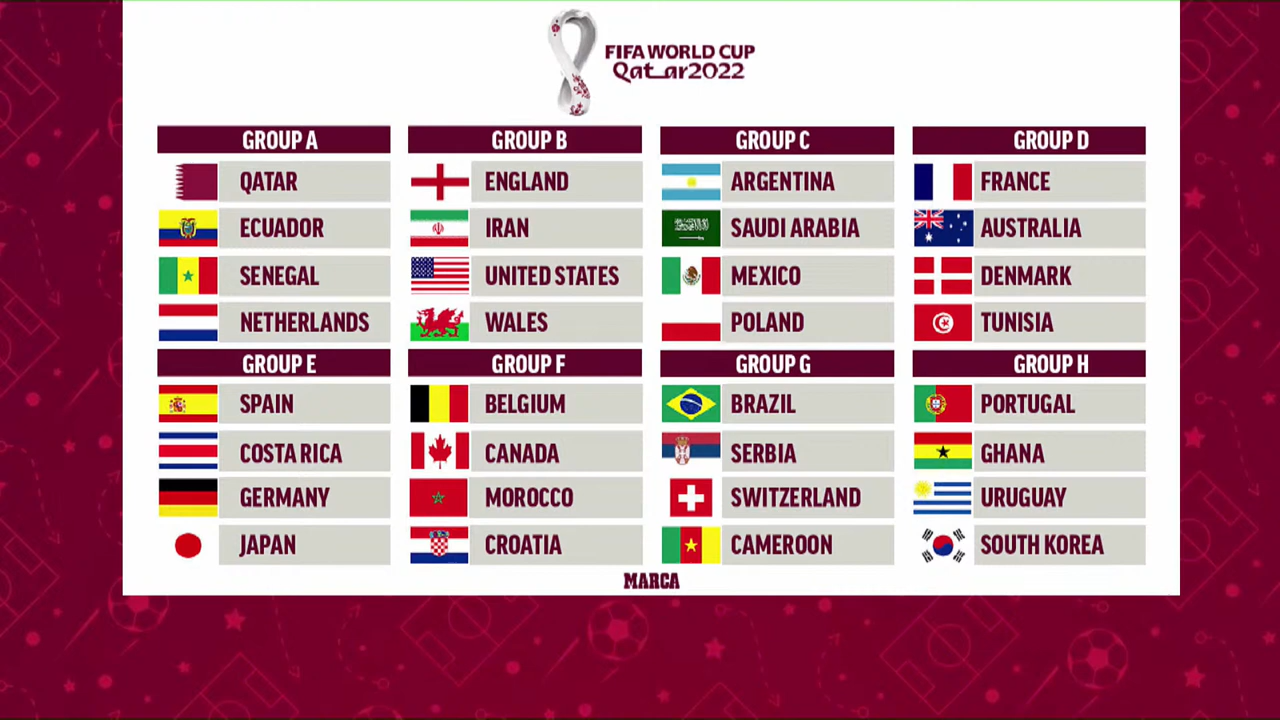 FIFA WORLD CUP
Qatar2022
GROUP A
QATAR
ECUADOR
SENEGAL
NETHERLANDS
GROUP B
ENGLAND
IRAN
UNITED STATES
WALES
GROUP C
ARGENTINA
SAUDI ARABIA
MEXICO
POLAND
GROUP D
FRANCE
AUSTRALIA
DENMARK
TUNISIA
GROUP E
SPAIN
COSTA RICA
GERMANY
JAPAN
GROUP F
BELGIUM
CANADA
MOROCCO
CROATIA
GROUP G
BRAZIL
SERBIA
SWITZERLAND
CAMEROON
GROUP H
PORTUGAL
GHANA
URUGUAY
SOUTH KOREA
MARCA